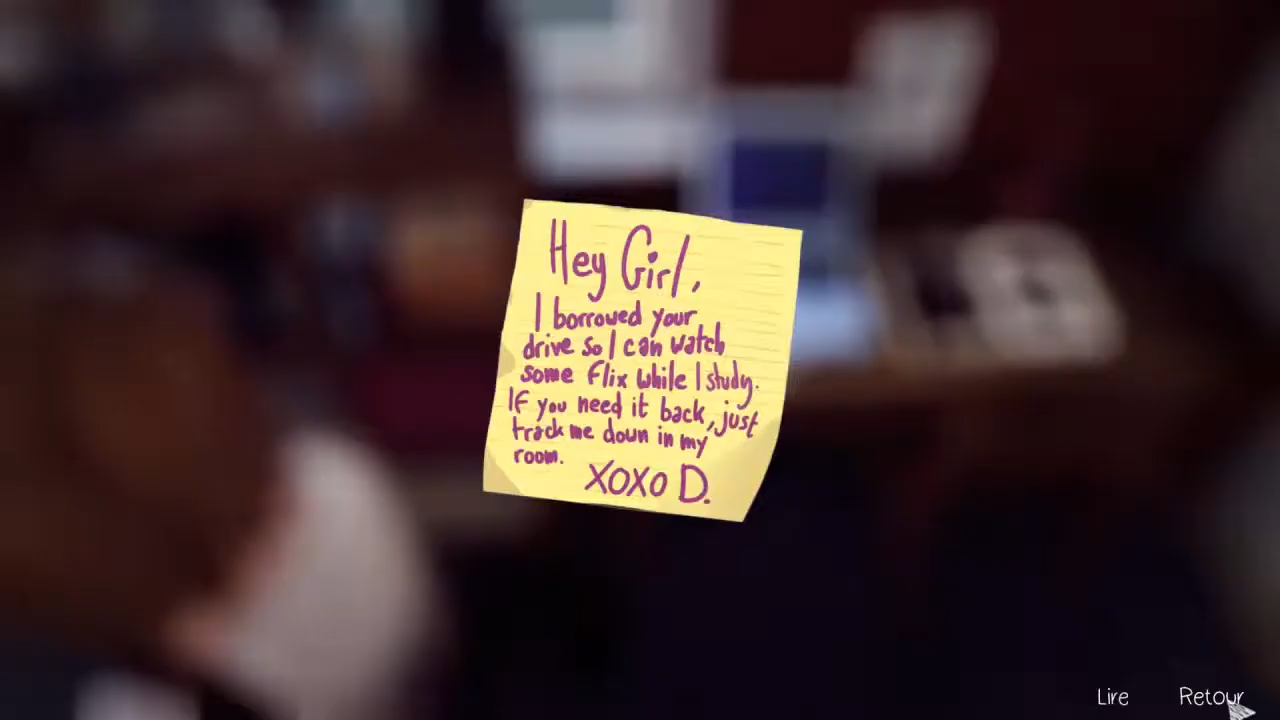 Hey Girl,
I borrowed your
drive so I can watch
some Flix while I study.
If you need it back, just
track me down in my
room.
XOXO D.
Lire Retour